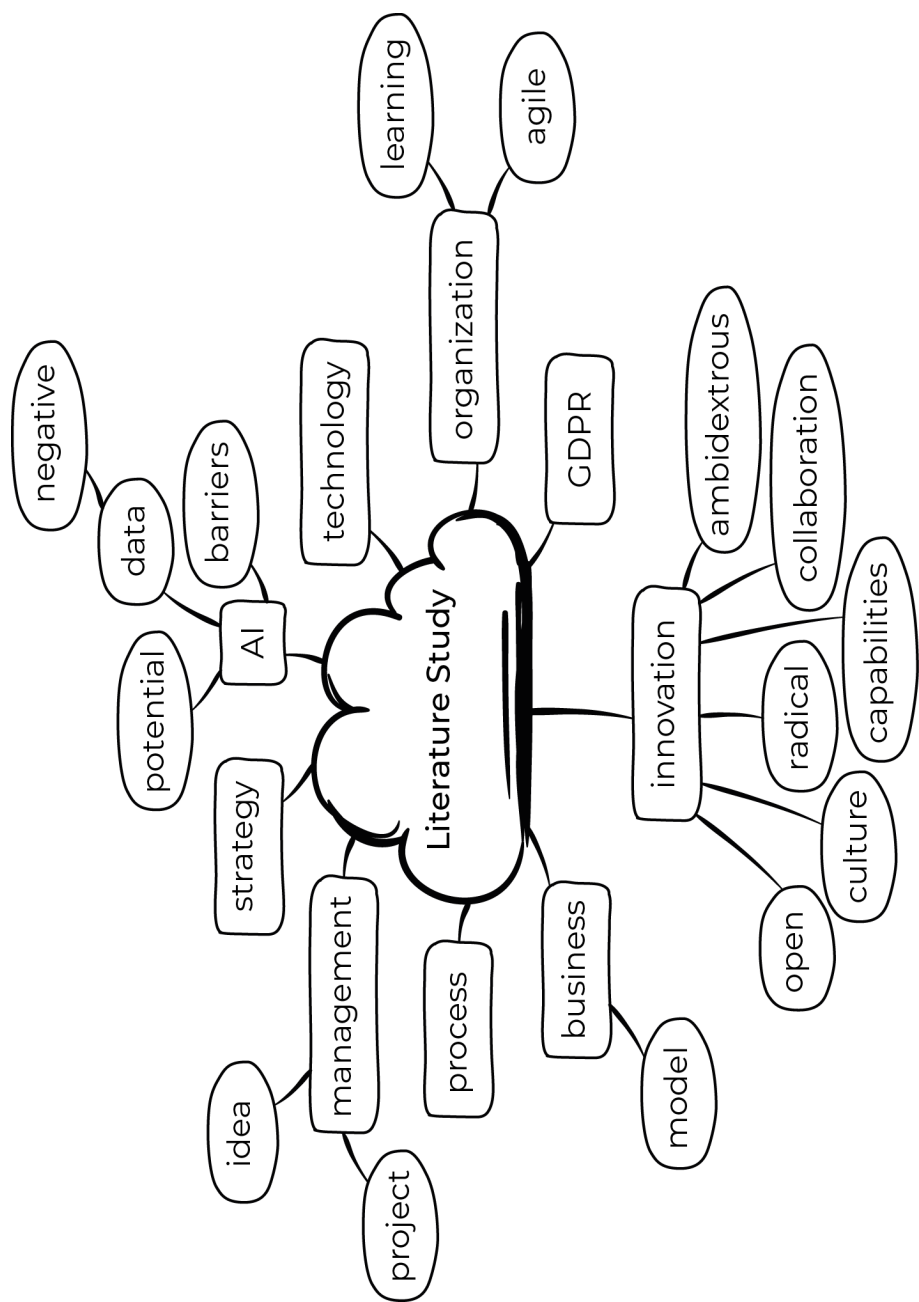 negative
data
potential
barriers
AI
strategy
technology
idea
management
learning
project
Literature Study
organization
agile
process
business
GDPR
model
innovation
ambidextrous
open
radical
collaboration
culture
capabilities